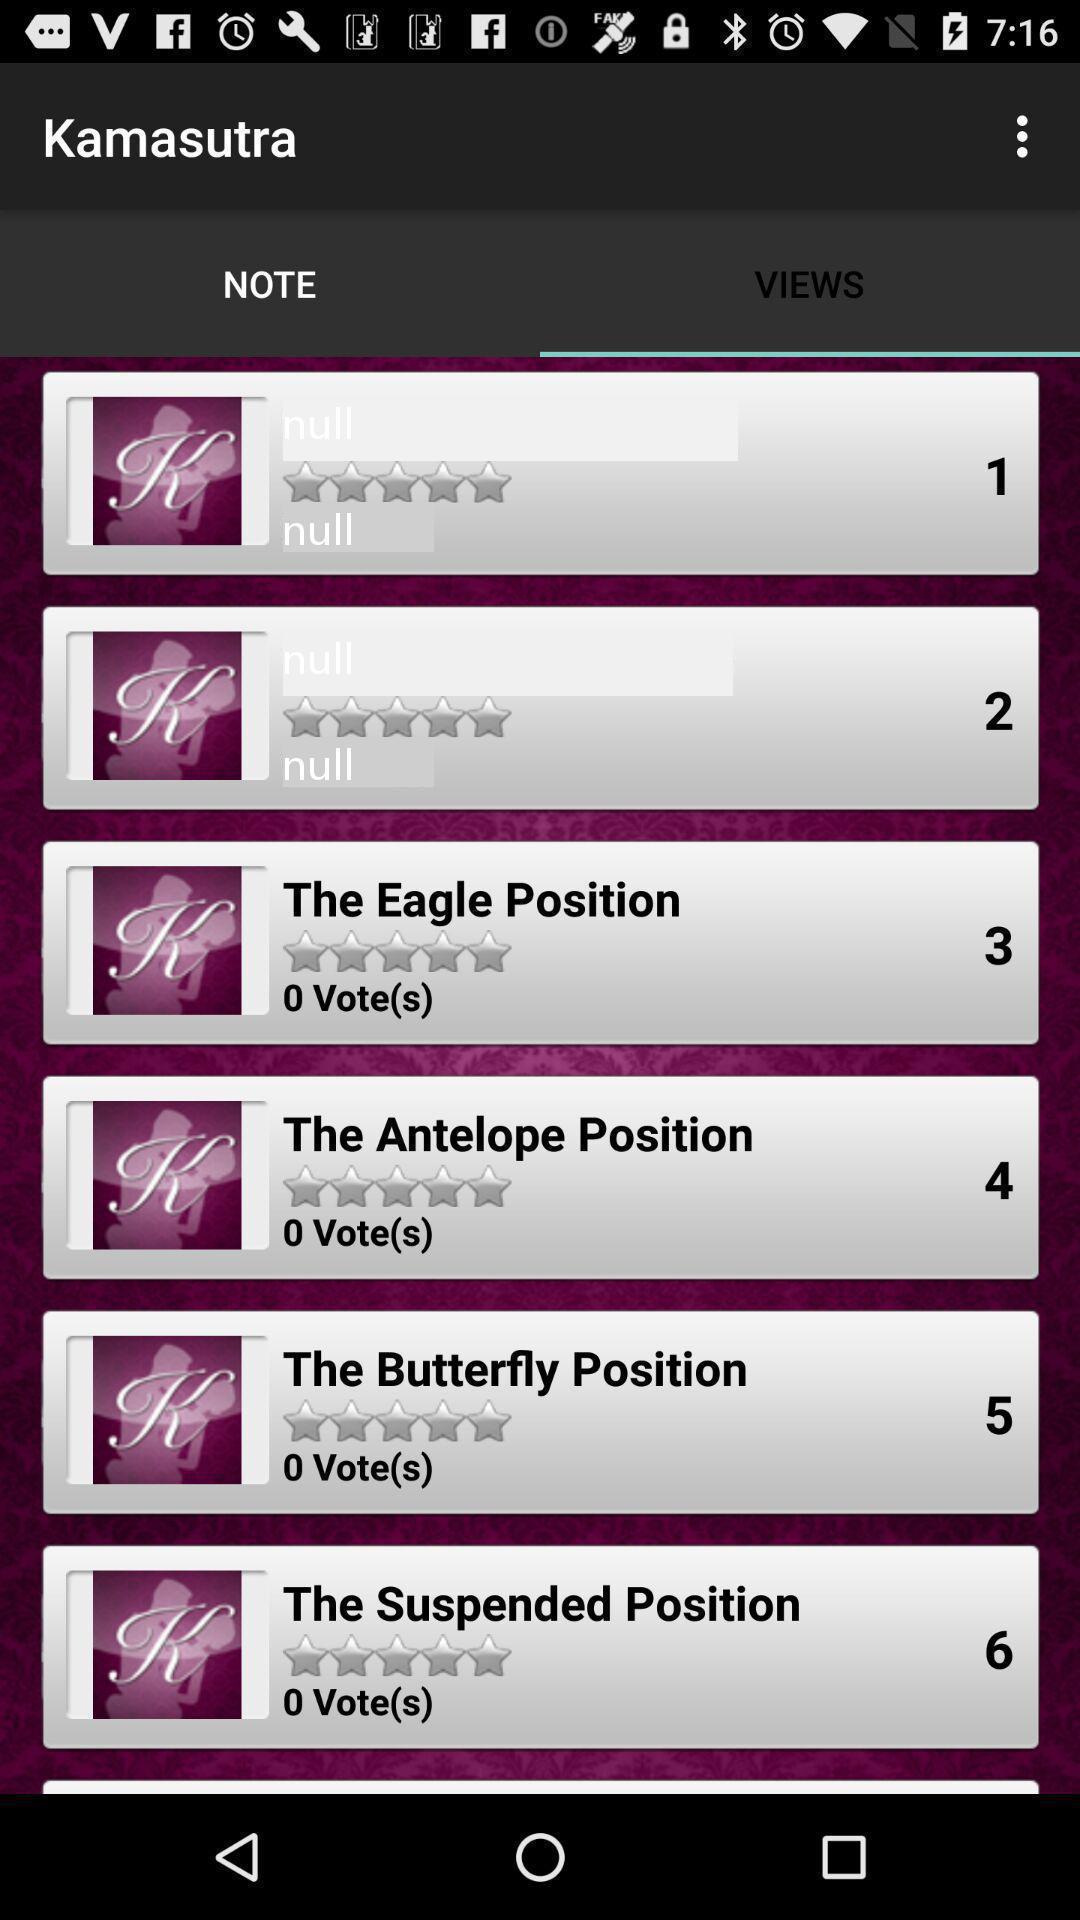 FAK 7:16
Kamasutra
NOTE VIEWS
K null 1
null
K null 2
null
K The Eagle Position 3
0 Vote(s)
K The Antelope Position 4
0 Vote(s)
K The Butterfly Position 5
0 Vote(s)
K The Suspended Position 6
0 Vote(s)